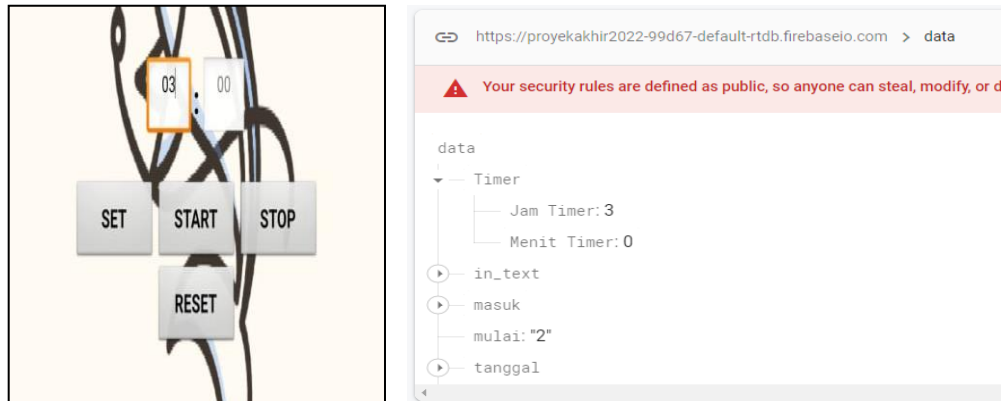 03 : 00
SET START STOP
RESET
https://proyekakhir2022-99d67-default-rtdb.firebaseio.com > data
Your security rules are defined as public, so anyone can steal, modify, or d
data
Timer
Jam Timer: 3
Menit Timer: 0
in_text
masuk
mulai: "2"
tanggal